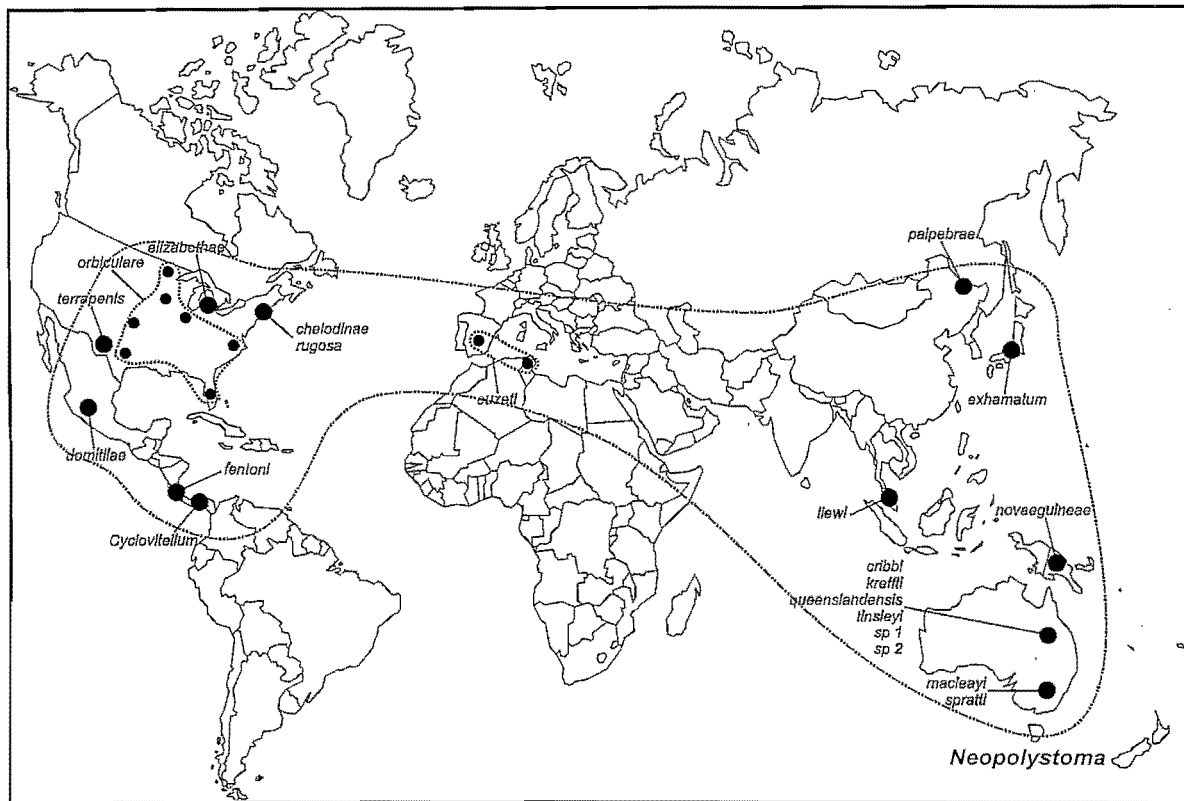 elizabethae
orbiculare
terrapenis
chelodinae
rugosa
domitilae
fentoni
Cyclovitellum
euzeti
palpebrae
exhamatum
liewi
novaeguineae
cribbi
kreffti
queenslandensis
tinsleyi
sp 1
sp 2
macleayi
spratti
Neopolystoma